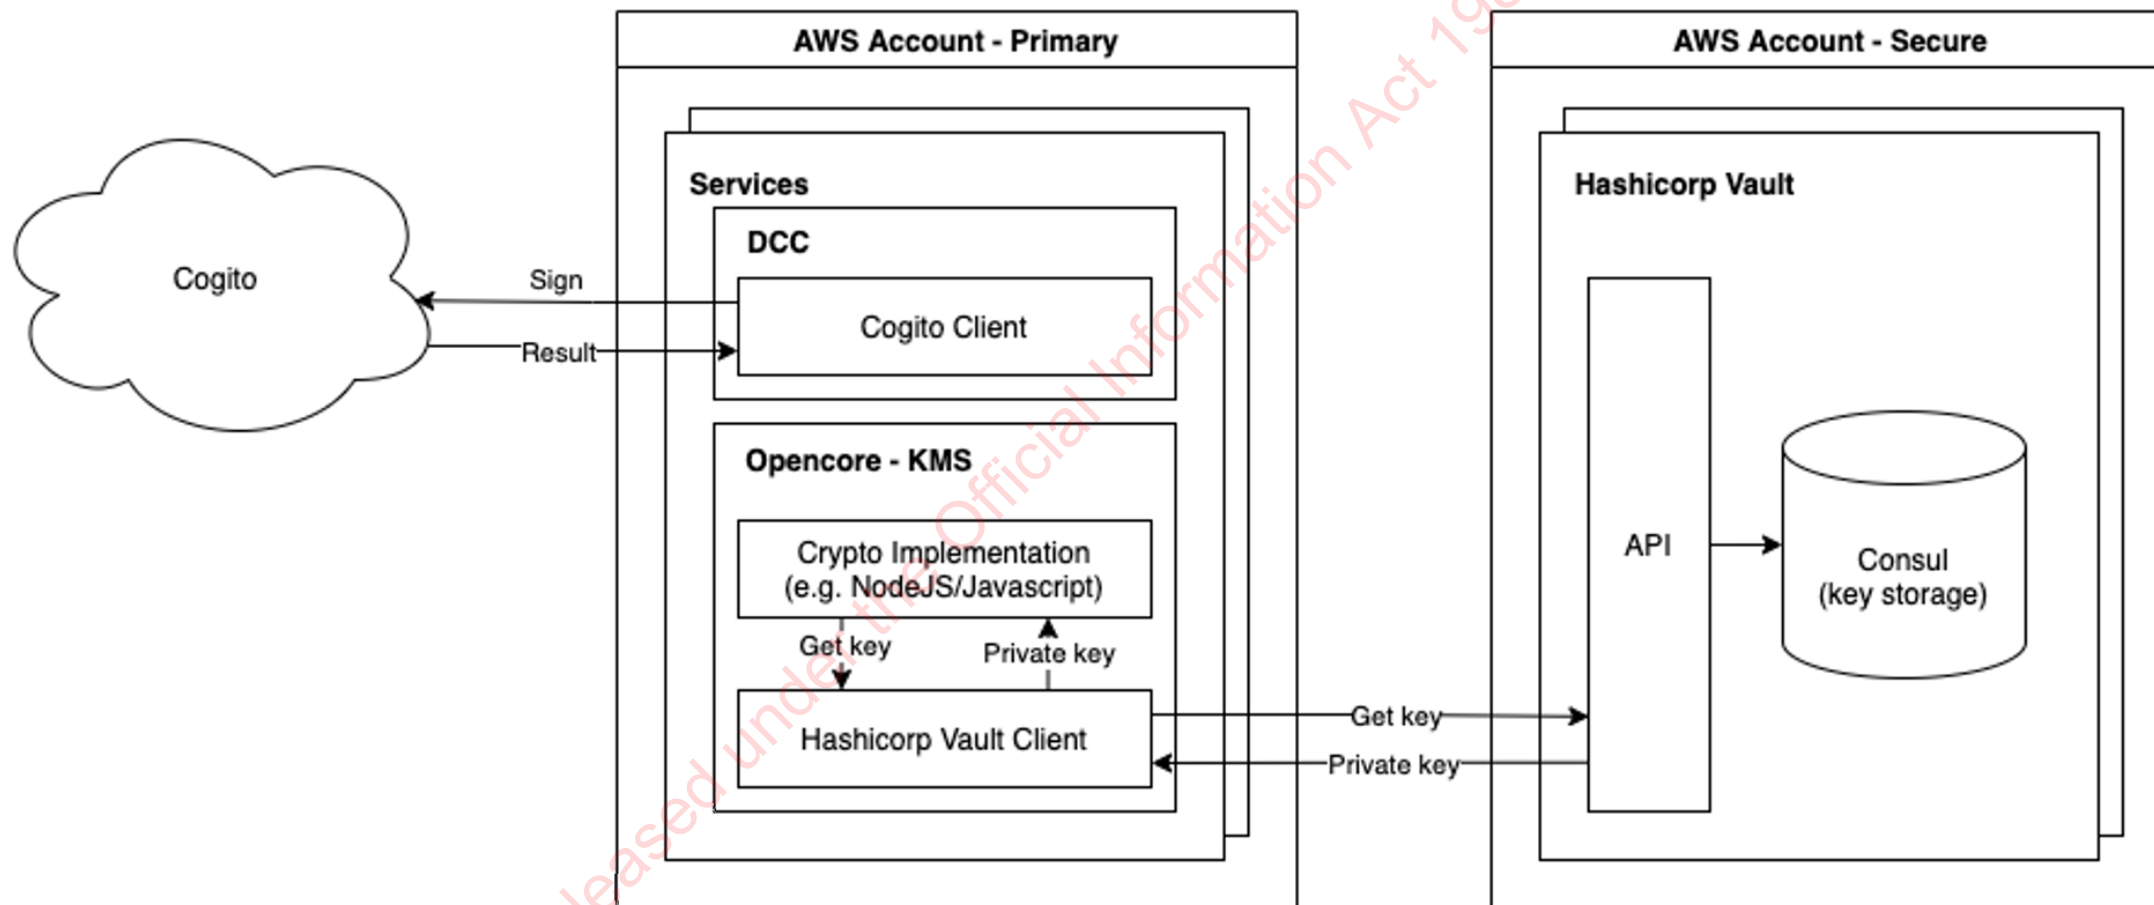 AWS Account - Primary
AWS Account - Secure
Services
Hashicorp Vault
DCC
Cogito
Sign
Cogito Client
Result
Opencore - KMS
Crypto Implementation
(e.g. NodeJS/Javascript)
API
Consul
(key storage)
Get key
Private key
Hashicorp Vault Client
Get key
Private key
leased under the Official Information Act